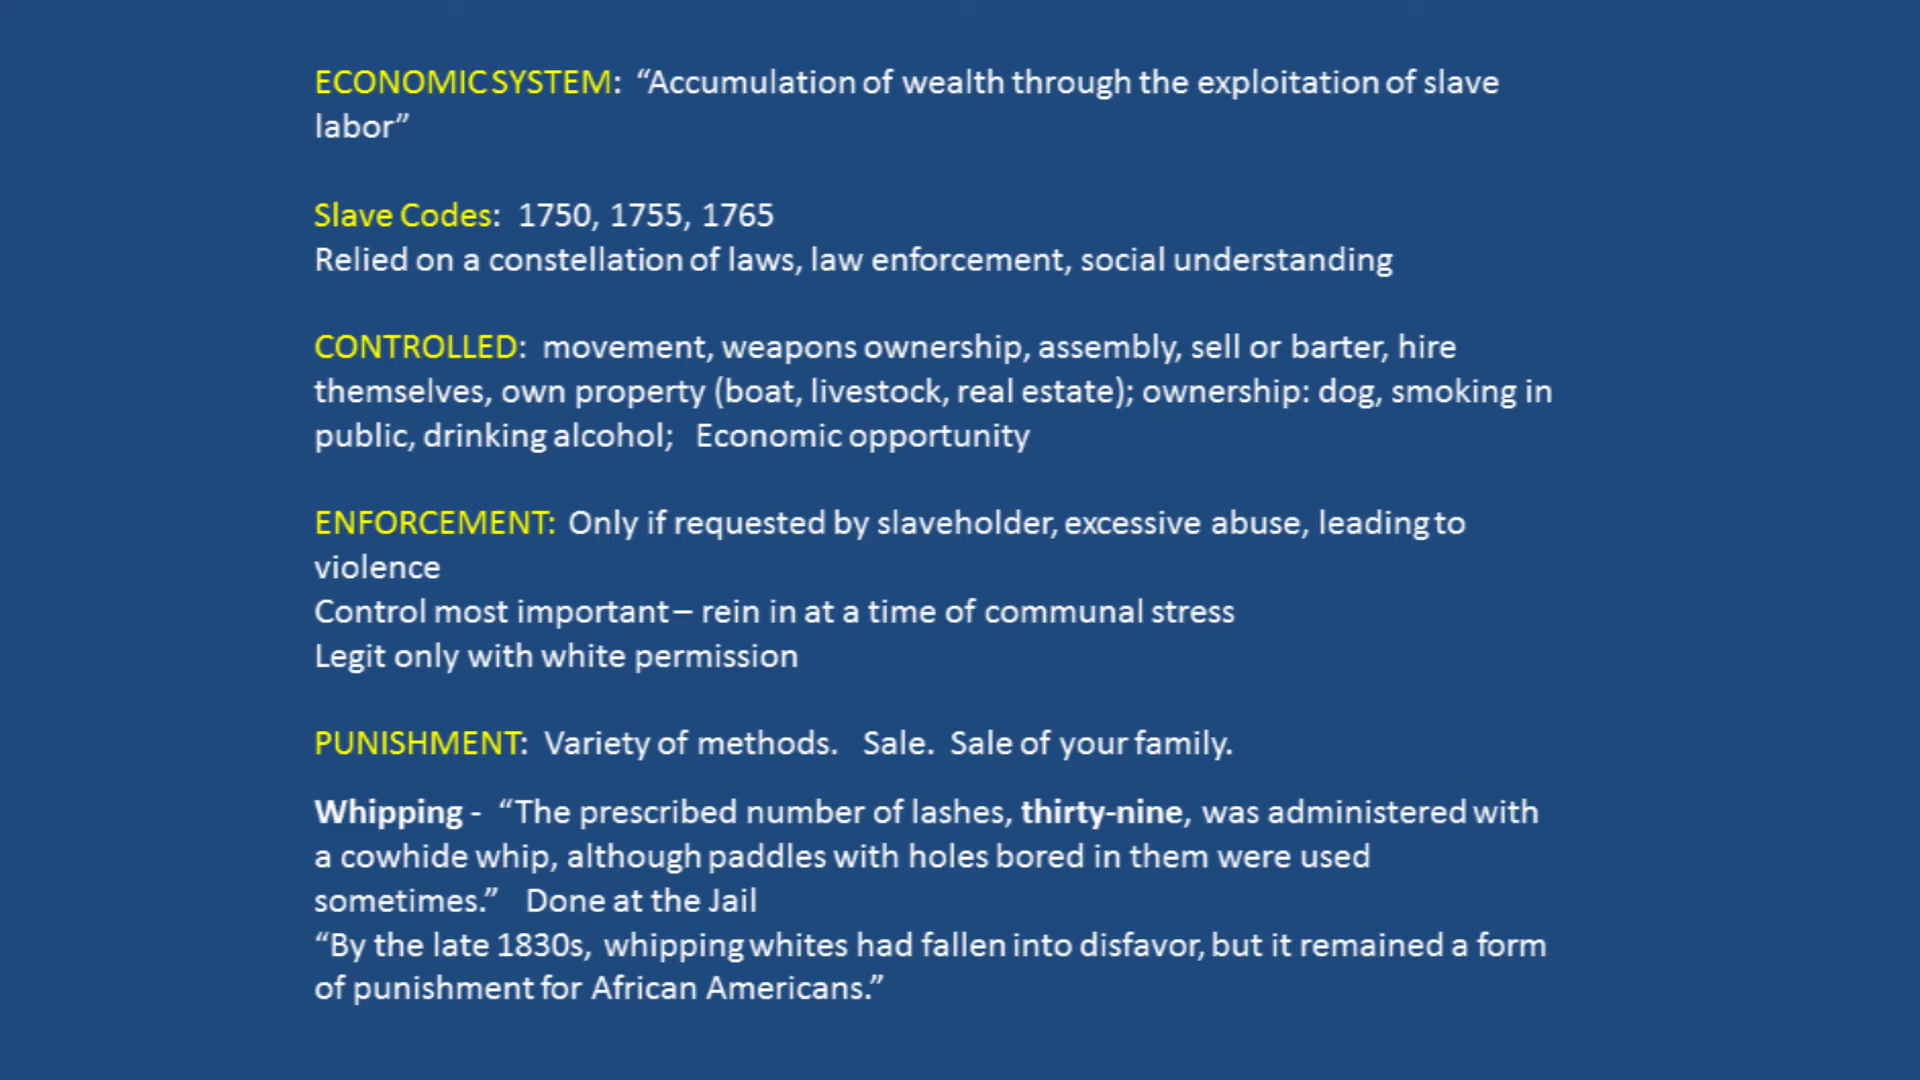 ECONOMIC SYSTEM: “Accumulation of wealth through the exploitation of slave
labor”
Slave Codes: 1750, 1755, 1765
Relied on a constellation of laws, law enforcement, social understanding
CONTROLLED: movement, weapons ownership, assembly, sell or barter, hire
themselves, own property (boat, livestock, real estate); ownership: dog, smoking in
public, drinking alcohol; Economic opportunity
ENFORCEMENT: Only if requested by slaveholder, excessive abuse, leading to
violence
Control most important – rein in at a time of communal stress
Legit only with white permission
PUNISHMENT: Variety of methods. Sale. Sale of your family.
Whipping - “The prescribed number of lashes, thirty-nine, was administered with
a cowhide whip, although paddles with holes bored in them were used
sometimes.” Done at the Jail
“By the late 1830s, whipping whites had fallen into disfavor, but it remained a form
of punishment for African Americans.”